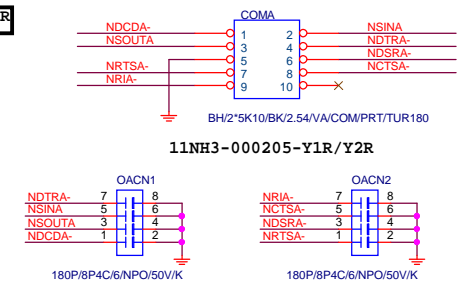 R
COMA
NDCDA- 1 2 NSINA
NSOUTA 3 4 NDTRA-
5 6 NDSRA-
NRTSA- 7 8 NCTSA-
NRIA- 9 10
BH/2*5K10/BK/2.54/VA/COM/PRT/TUR180
11NH3-000205-Y1R/Y2R
OACN1
NDTRA- 7 8
NSINA 5 6
NSOUTA 3 4
NDCDA- 1 2
180P/8P4C/6/NPO/50V/K
OACN2
NRIA- 7 8
NCTSA- 5 6
NDSRA- 3 4
NRTSA- 1 2
180P/8P4C/6/NPO/50V/K